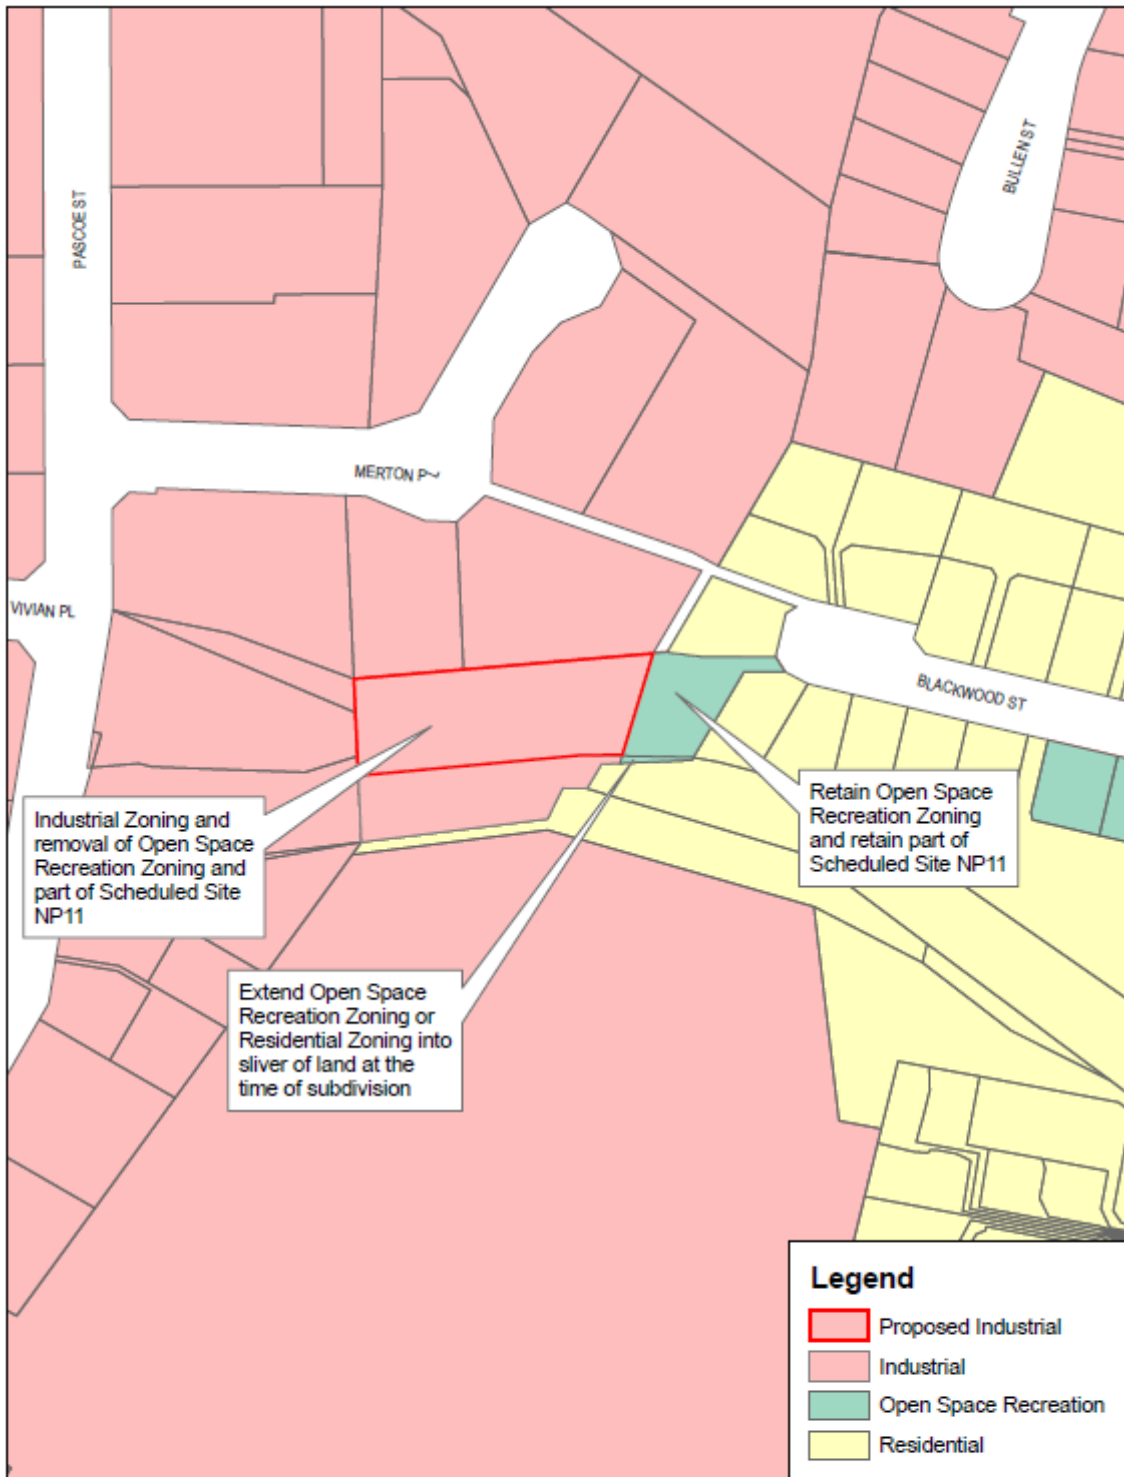 PASCOE ST
BULLEN ST
MERTON P
VIVIAN PL
BLACKWOOD ST
Industrial Zoning and
removal of Open Space
Recreation Zoning and
part of Scheduled Site
NP11
Retain Open Space
Recreation Zoning
and retain part of
Scheduled Site NP11
Extend Open Space
Recreation Zoning or
Residential Zoning into
sliver of land at the
time of subdivision
Legend
Proposed Industrial
Industrial
Open Space Recreation
Residential